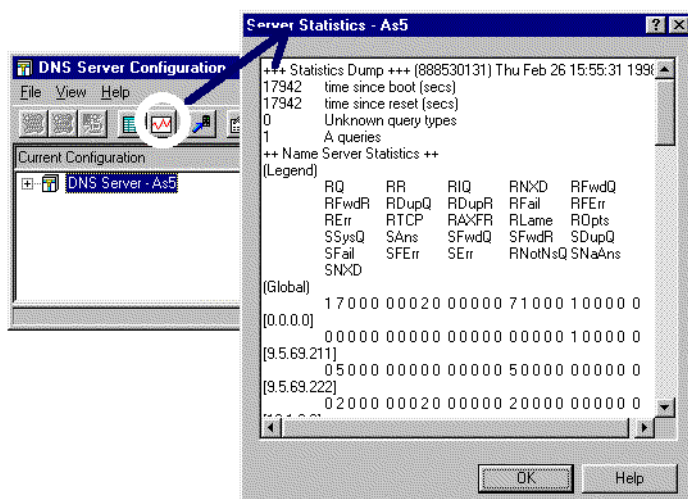 Server Statistics - As5
DNS Server Configuration
File View Help
Current Configuration
DNS Server - As5
+++ Statistics Dump +++ (888530131) Thu Feb 26 15:55:31 199
17942 time since boot (secs)
17942 time since reset (secs)
0 Unknown query types
1 A queries
++ Name Server Statistics ++
(Legend)
RQ RR RIQ RNXD RFwdQ
RFwdR RDupQ RDupR RFail RFErr
RErr RTCP RAXFR RLame ROpts
SSysQ SAns SFwdQ SFwdR SDupQ
SFail SFErr SErr RNotNsQ SNaAns
SNXD
(Global)
1 7 0 0 0 0 0 0 2 0 0 0 0 0 0 7 1 0 0 0 1 0 0 0 0 0
[0.0.0.0]
0 0 0 0 0 0 0 0 0 0 0 0 0 0 0 0 0 0 0 0 1 0 0 0 0 0
[9.5.69.211]
0 5 0 0 0 0 0 0 0 0 0 0 0 0 0 5 0 0 0 0 0 0 0 0 0 0
[9.5.69.222]
0 2 0 0 0 0 0 0 2 0 0 0 0 0 0 2 0 0 0 0 0 0 0 0 0 0
OK Help